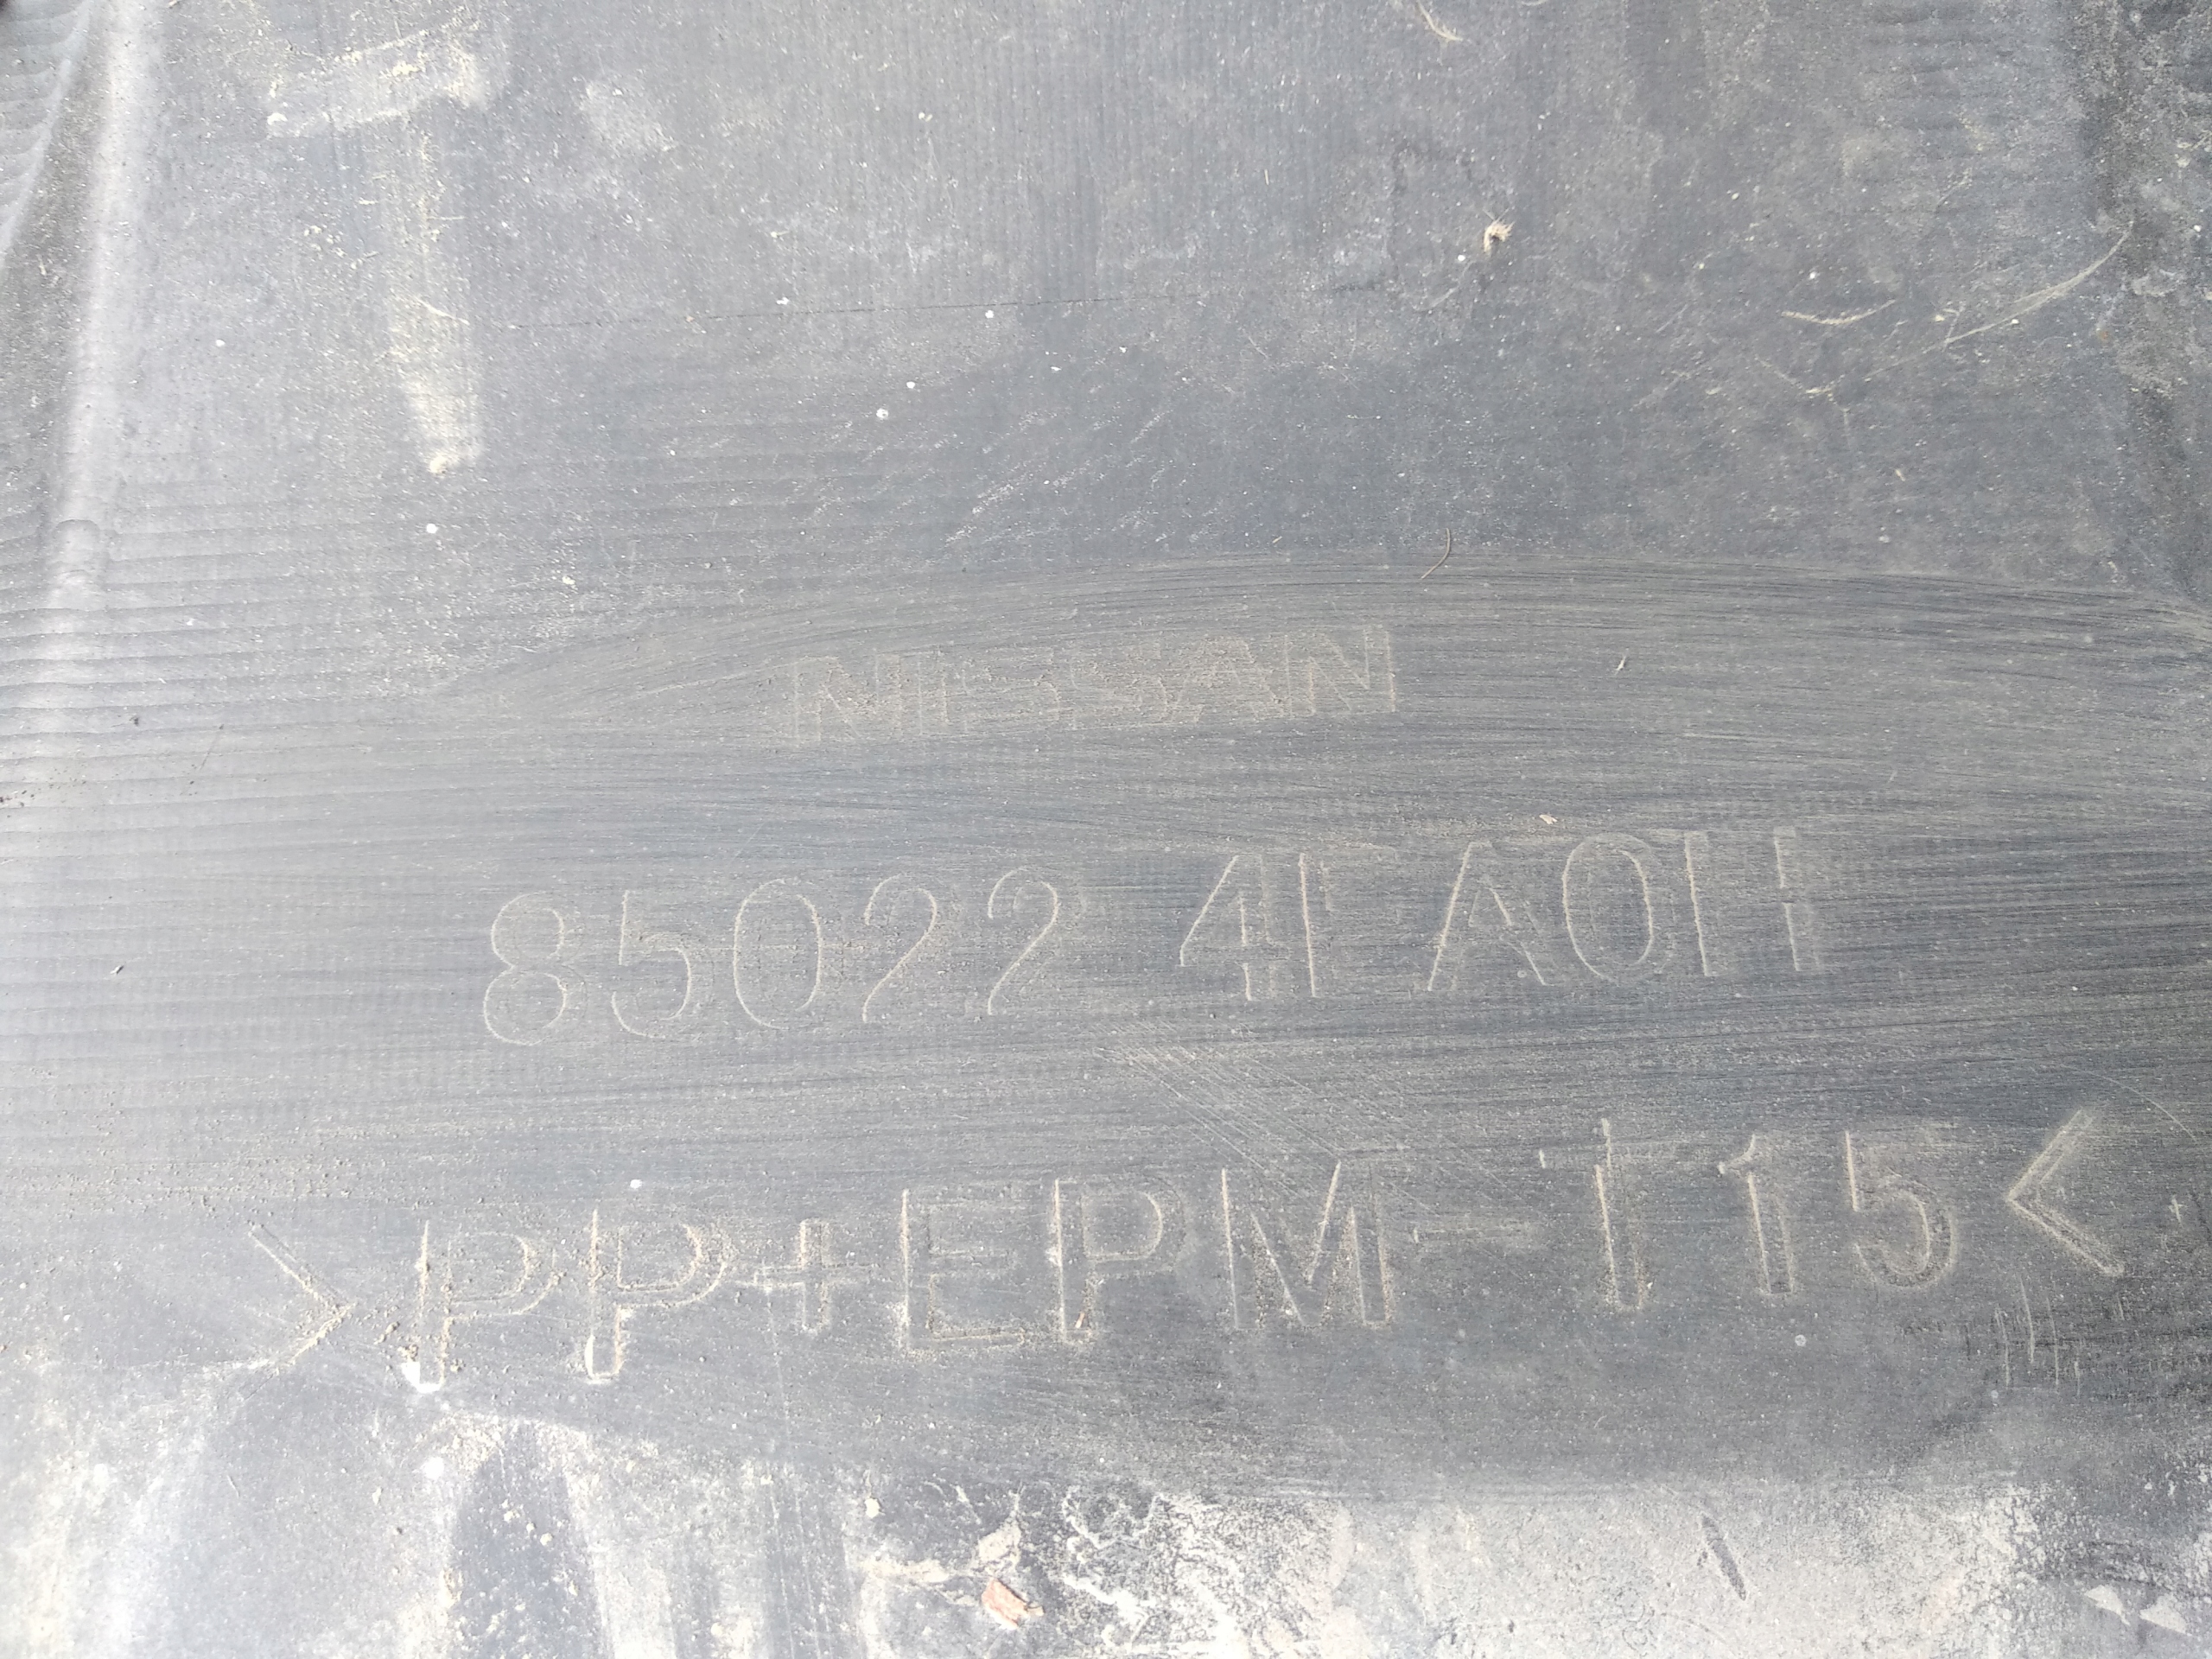 NISSAN
85022 4EA0H
>PP+EPM-T15<